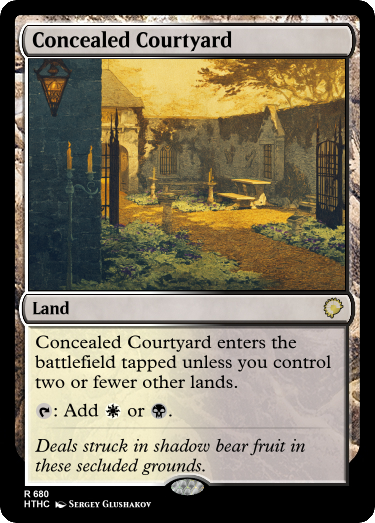 Concealed Courtyard
Land
Concealed Courtyard enters the
battlefield tapped unless you control
two or fewer other lands.
: Add or .
Deals struck in shadow bear fruit in
these secluded grounds.
R 680
HTHC Sergey Glushakov